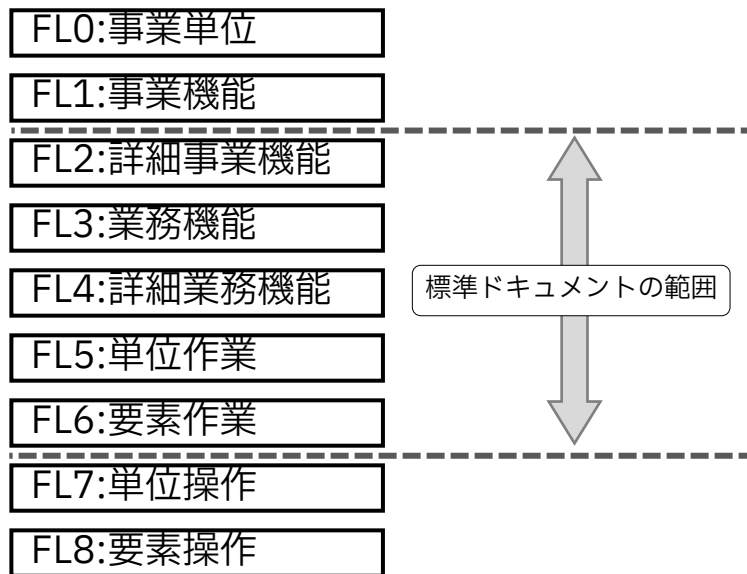 FL0:事業単位
FL1:事業機能
FL2:詳細事業機能
FL3:業務機能
FL4:詳細業務機能
標準ドキュメントの範囲
FL5:単位作業
FL6:要素作業
FL7:単位操作
FL8:要素操作